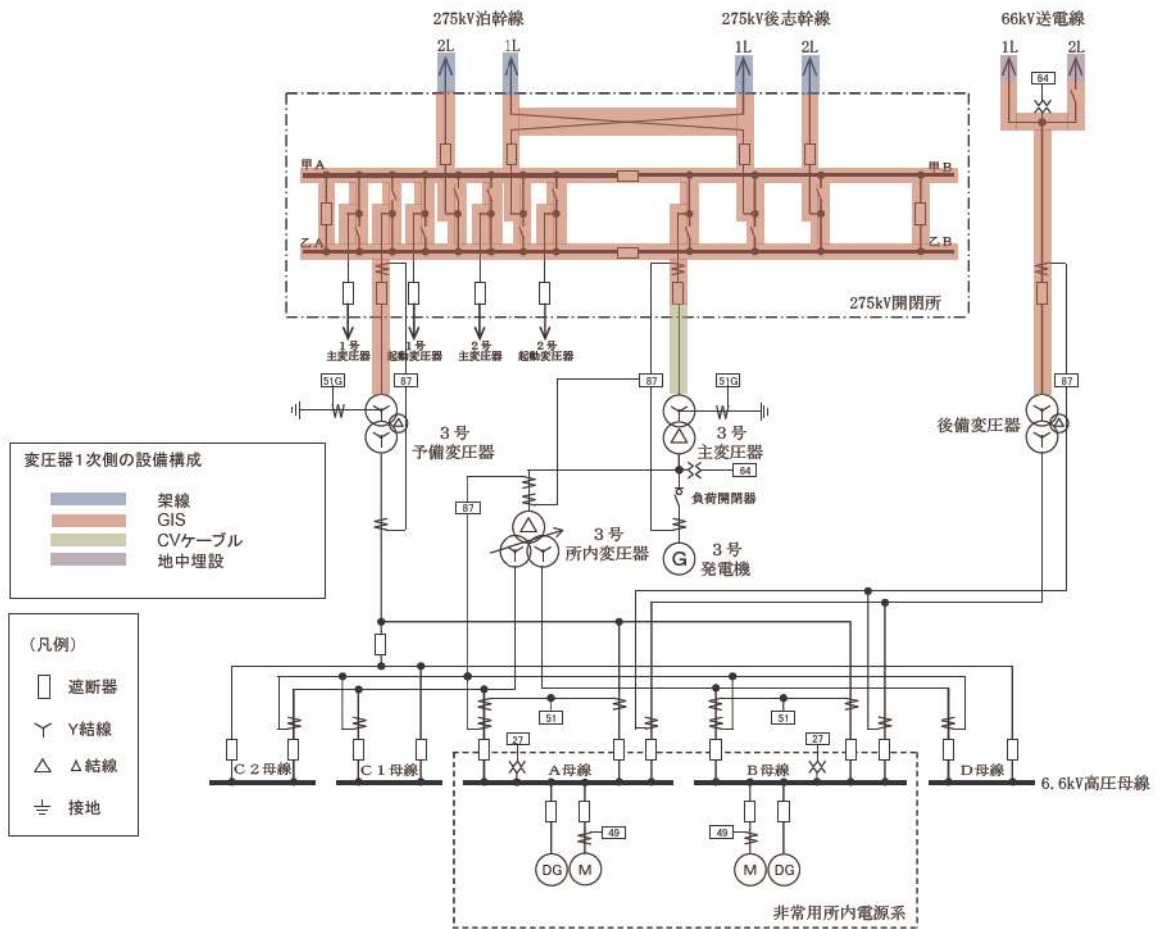 275kV泊幹線
275kV後志幹線
66kV送電線
2L
1L
1L
2L
1L
2L
64
甲A
甲B
乙A
乙B
275kV開閉所
1号
主変圧器
1号
起動変圧器
2号
主変圧器
2号
起動変圧器
51G
87
87
51G
87
3号
予備変圧器
3号
主変圧器
後備変圧器
64
87
負荷開閉器
3号
所内変圧器
G
3号
発電機
変圧器1次側の設備構成
架線
GIS
CVケーブル
地中埋設
(凡例)
遮断器
Y結線
Δ結線
接地
51
51
27
27
C2母線
C1母線
A母線
B母線
D母線
6.6kV高圧母線
49
49
DG
M
M
DG
非常用所内電源系